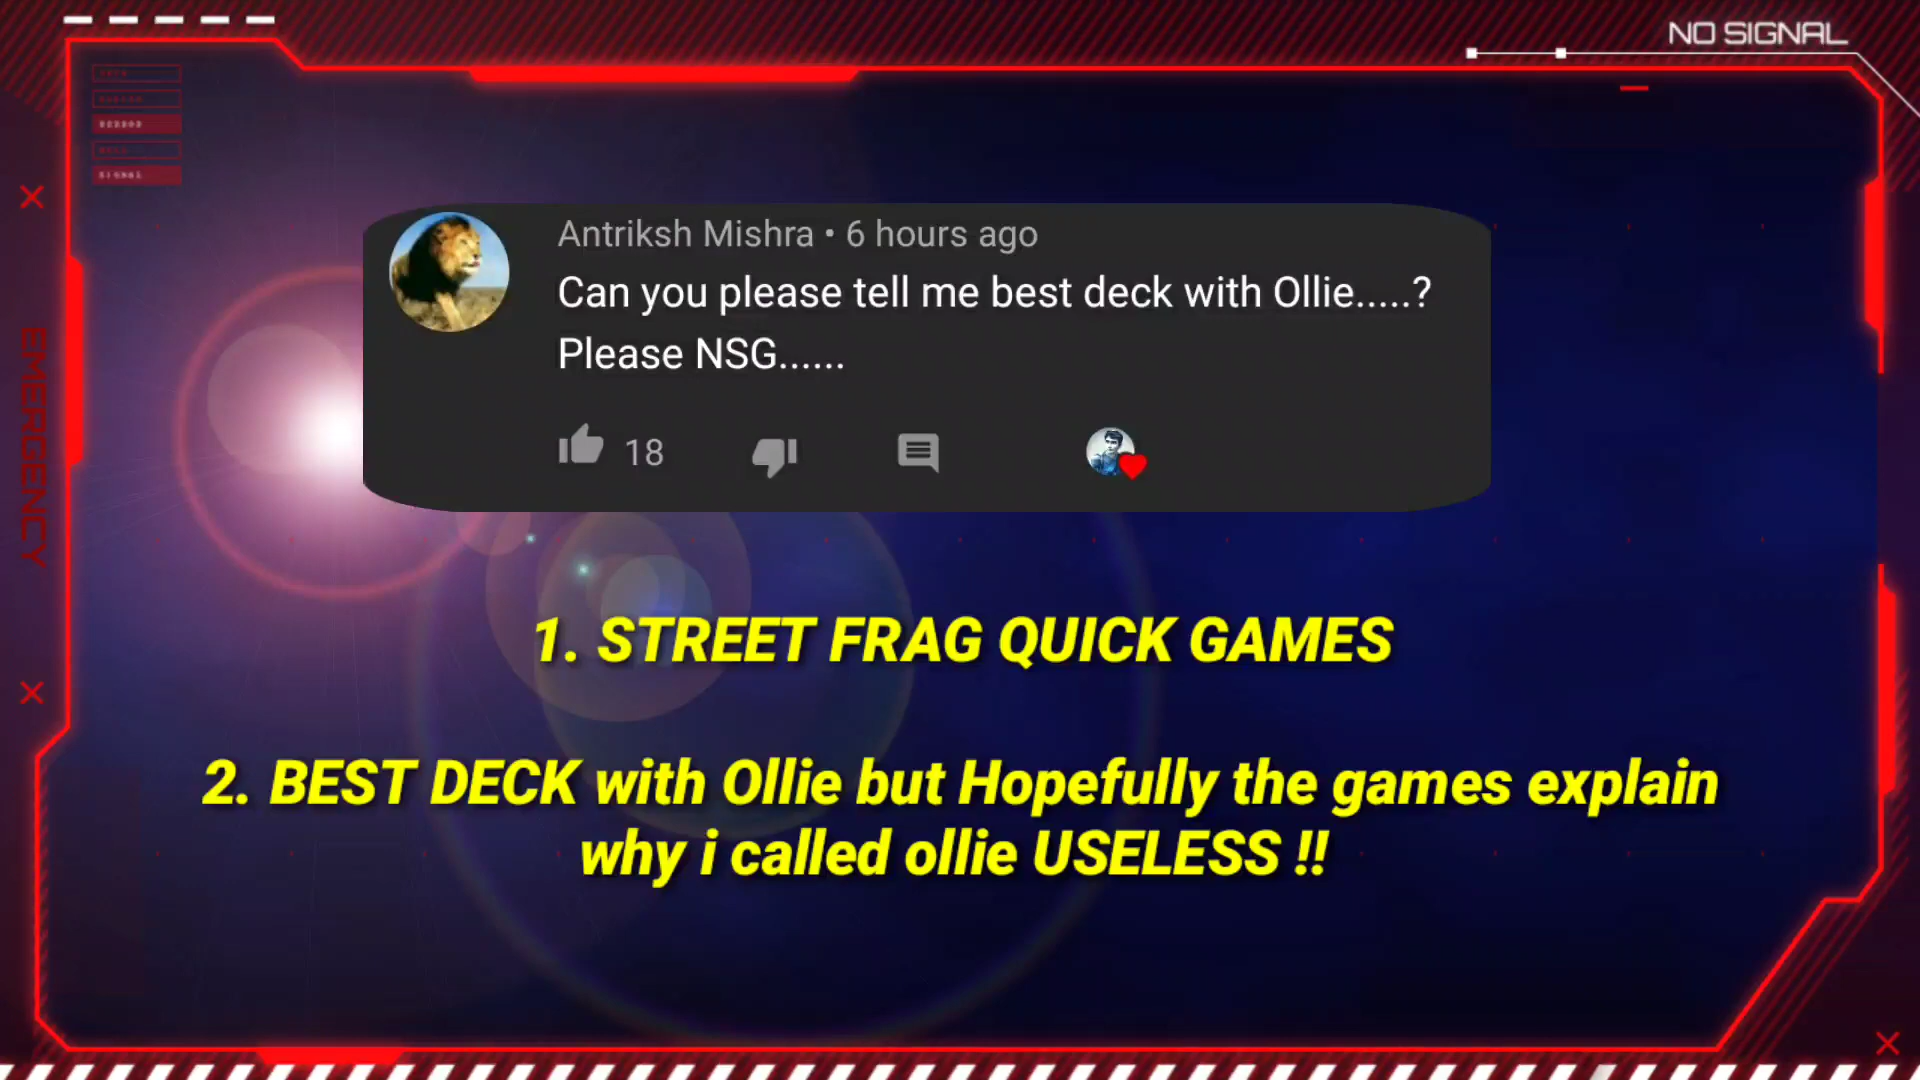 NO SIGNAL
SIGNAL
EMERGENCY
Antriksh Mishra • 6 hours ago
Can you please tell me best deck with Ollie.....?
Please NSG......
18
1. STREET FRAG QUICK GAMES
2. BEST DECK with Ollie but Hopefully the games explain
why i called ollie USELESS !!